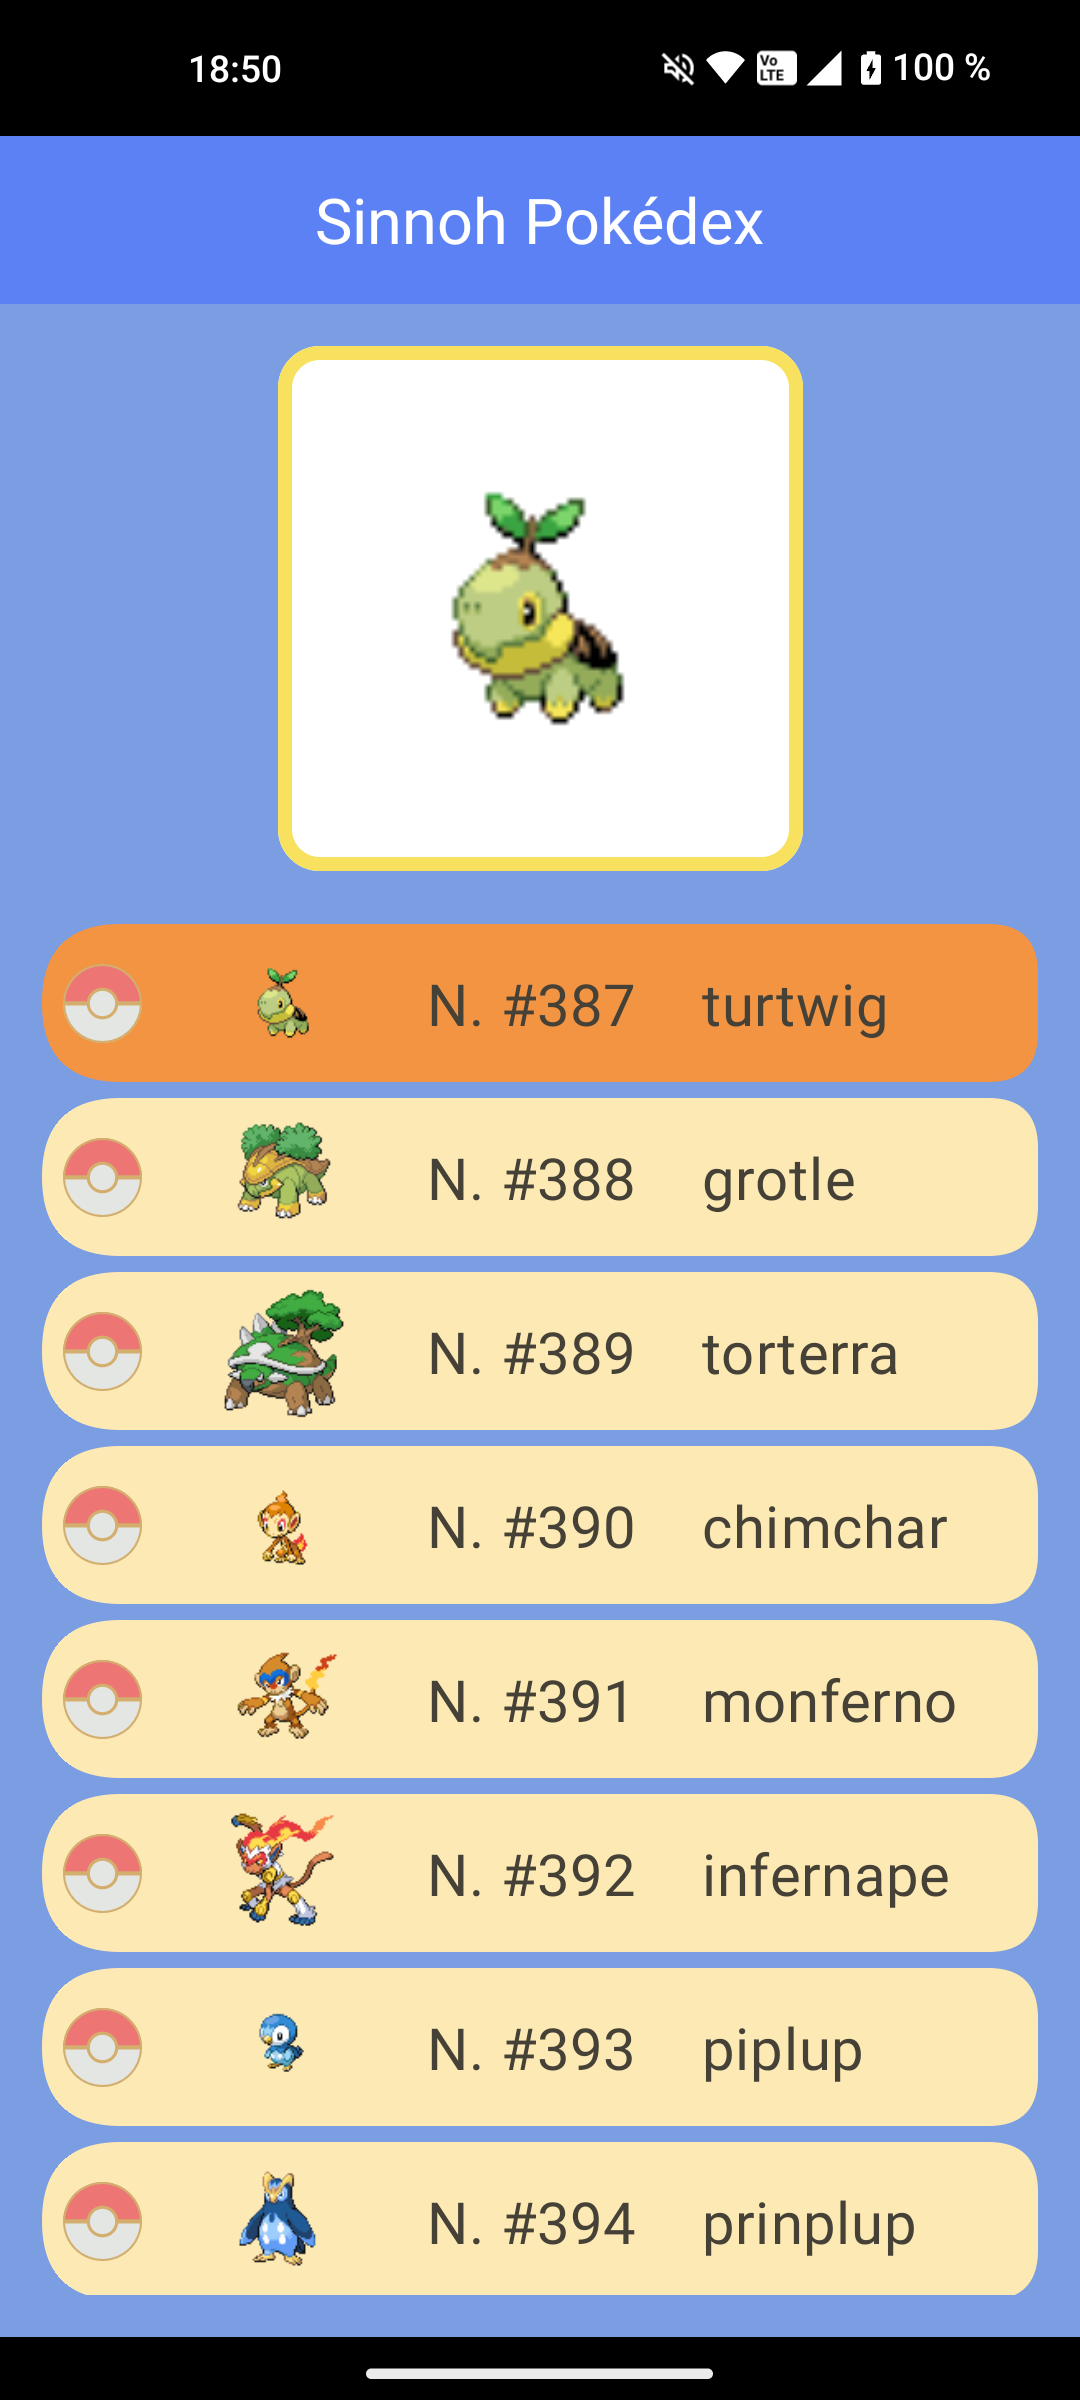 18:50 Vo LTE 100 %
Sinnoh Pokédex
N. #387 turtwig
N. #388 grotle
N. #389 torterra
N. #390 chimchar
N. #391 monferno
N. #392 infernape
N. #393 piplup
N. #394 prinplup